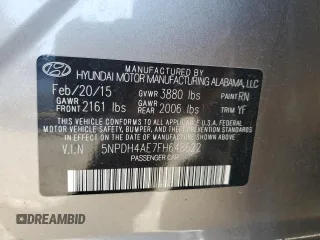 MANUFACTURED BY
HYUNDAI MOTOR MANUFACTURING ALABAMA, LLC
Feb/20/15 GVWR 3880 lbs PAINT RN
GAWR FRONT 2161 lbs GAWR REAR 2006 lbs TRIM YF
THIS VEHICLE CONFORMS TO ALL APPLICABLE FEDERAL
MOTOR VEHICLE SAFETY, BUMPER, AND THEFT PREVENTION
STANDARDS IN EFFECT ON THE DATE OF MANUFACTURE
SHOWN ABOVE.
V.I.N
PASSENGER CAR
DREAMBID